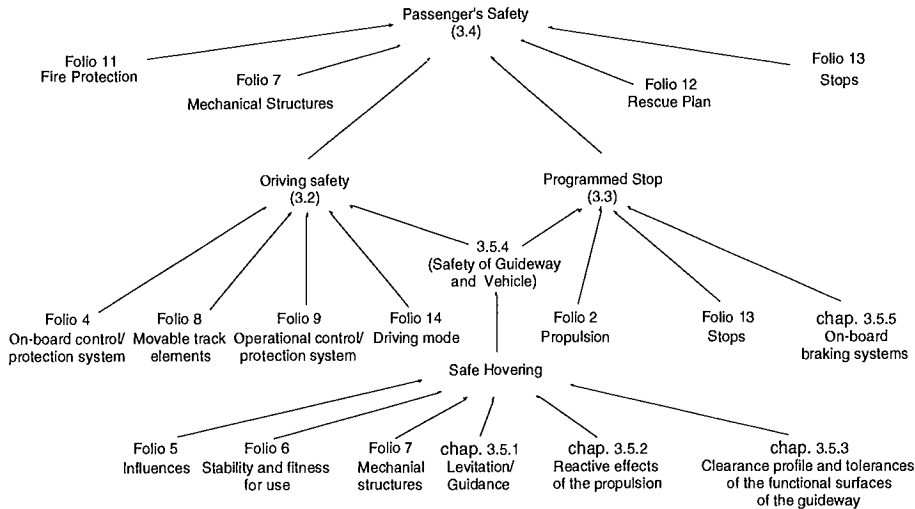 Passenger's Safety
(3.4)
Folio 11
Fire Protection
Folio 7
Mechanical Structures
Folio 12
Rescue Plan
Folio 13
Stops
Driving safety
(3.2)
Programmed Stop
(3.3)
3.5.4
(Safety of Guideway
and Vehicle)
Folio 4
On-board control/
protection system
Folio 8
Movable track
elements
Folio 9
Operational control/
protection system
Folio 14
Driving mode
Folio 2
Propulsion
Folio 13
Stops
chap. 3.5.5
On-board
braking systems
Safe Hovering
Folio 5
Influences
Folio 6
Stability and fitness
for use
Folio 7
Mechanial
structures
chap. 3.5.1
Levitation/
Guidance
chap. 3.5.2
Reactive effects
of the propulsion
chap. 3.5.3
Clearance profile and tolerances
of the functional surfaces
of the guideway